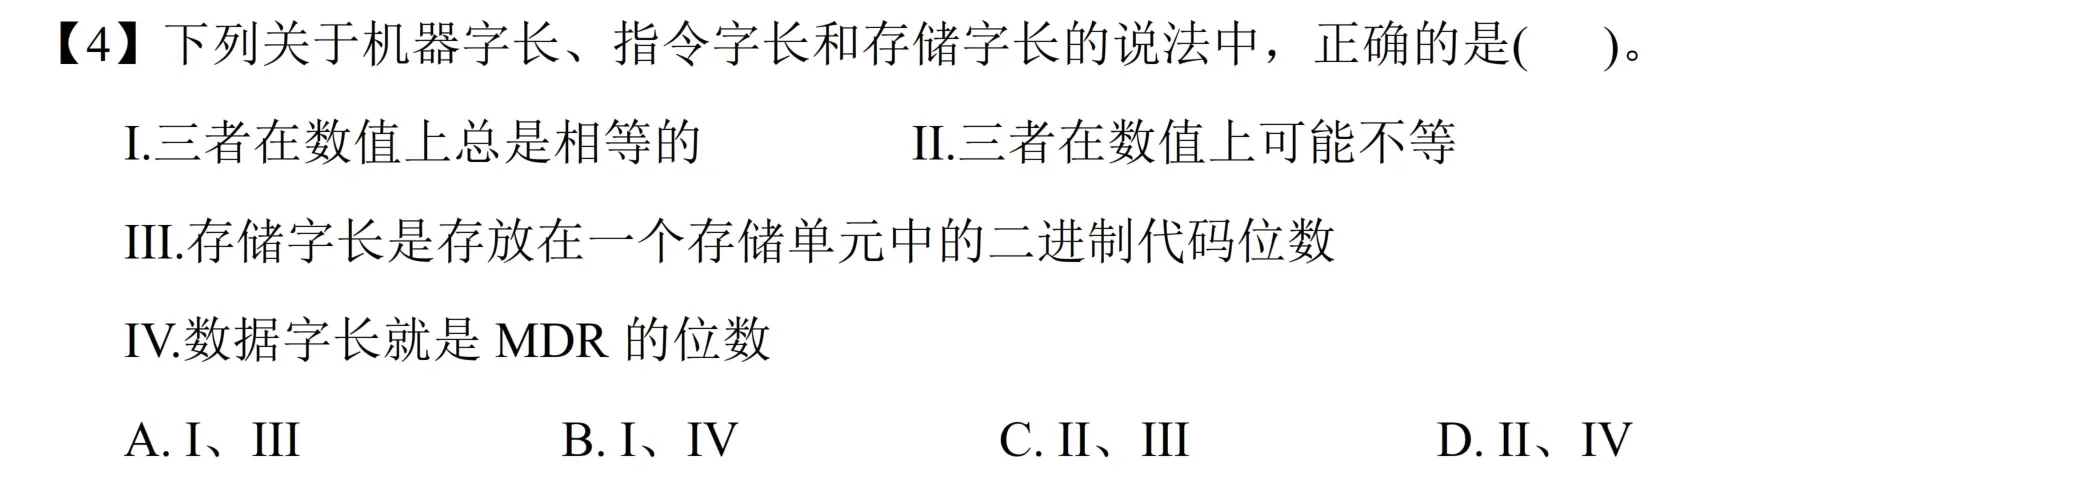 【4】下列关于机器字长、指令字长和存储字长的说法中，正确的是(    )。
I.三者在数值上总是相等的    II.三者在数值上可能不等
III.存储字长是存放在一个存储单元中的二进制代码位数
IV.数据字长就是 MDR 的位数
A. I、III    B. I、IV    C. II、III    D. II、IV